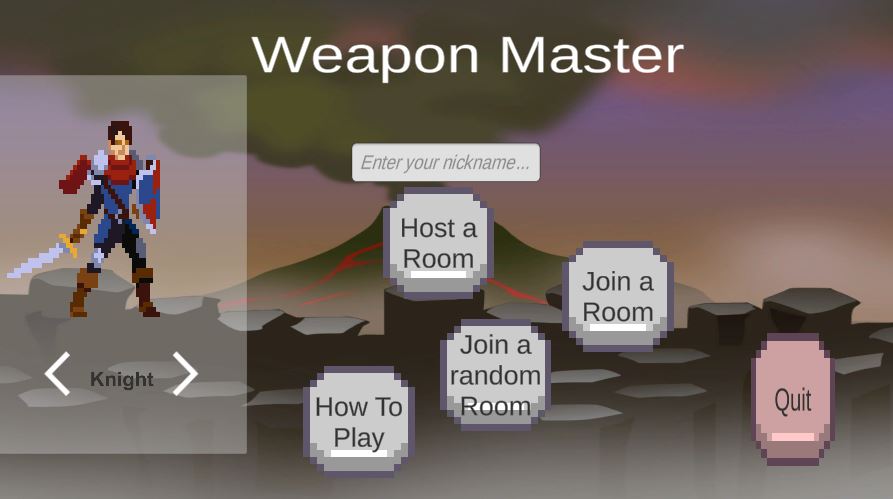 Weapon Master
Enter your nickname...
Host a
Room
Join a
Room
Join a
random
Room
How To
Play
Quit
Knight